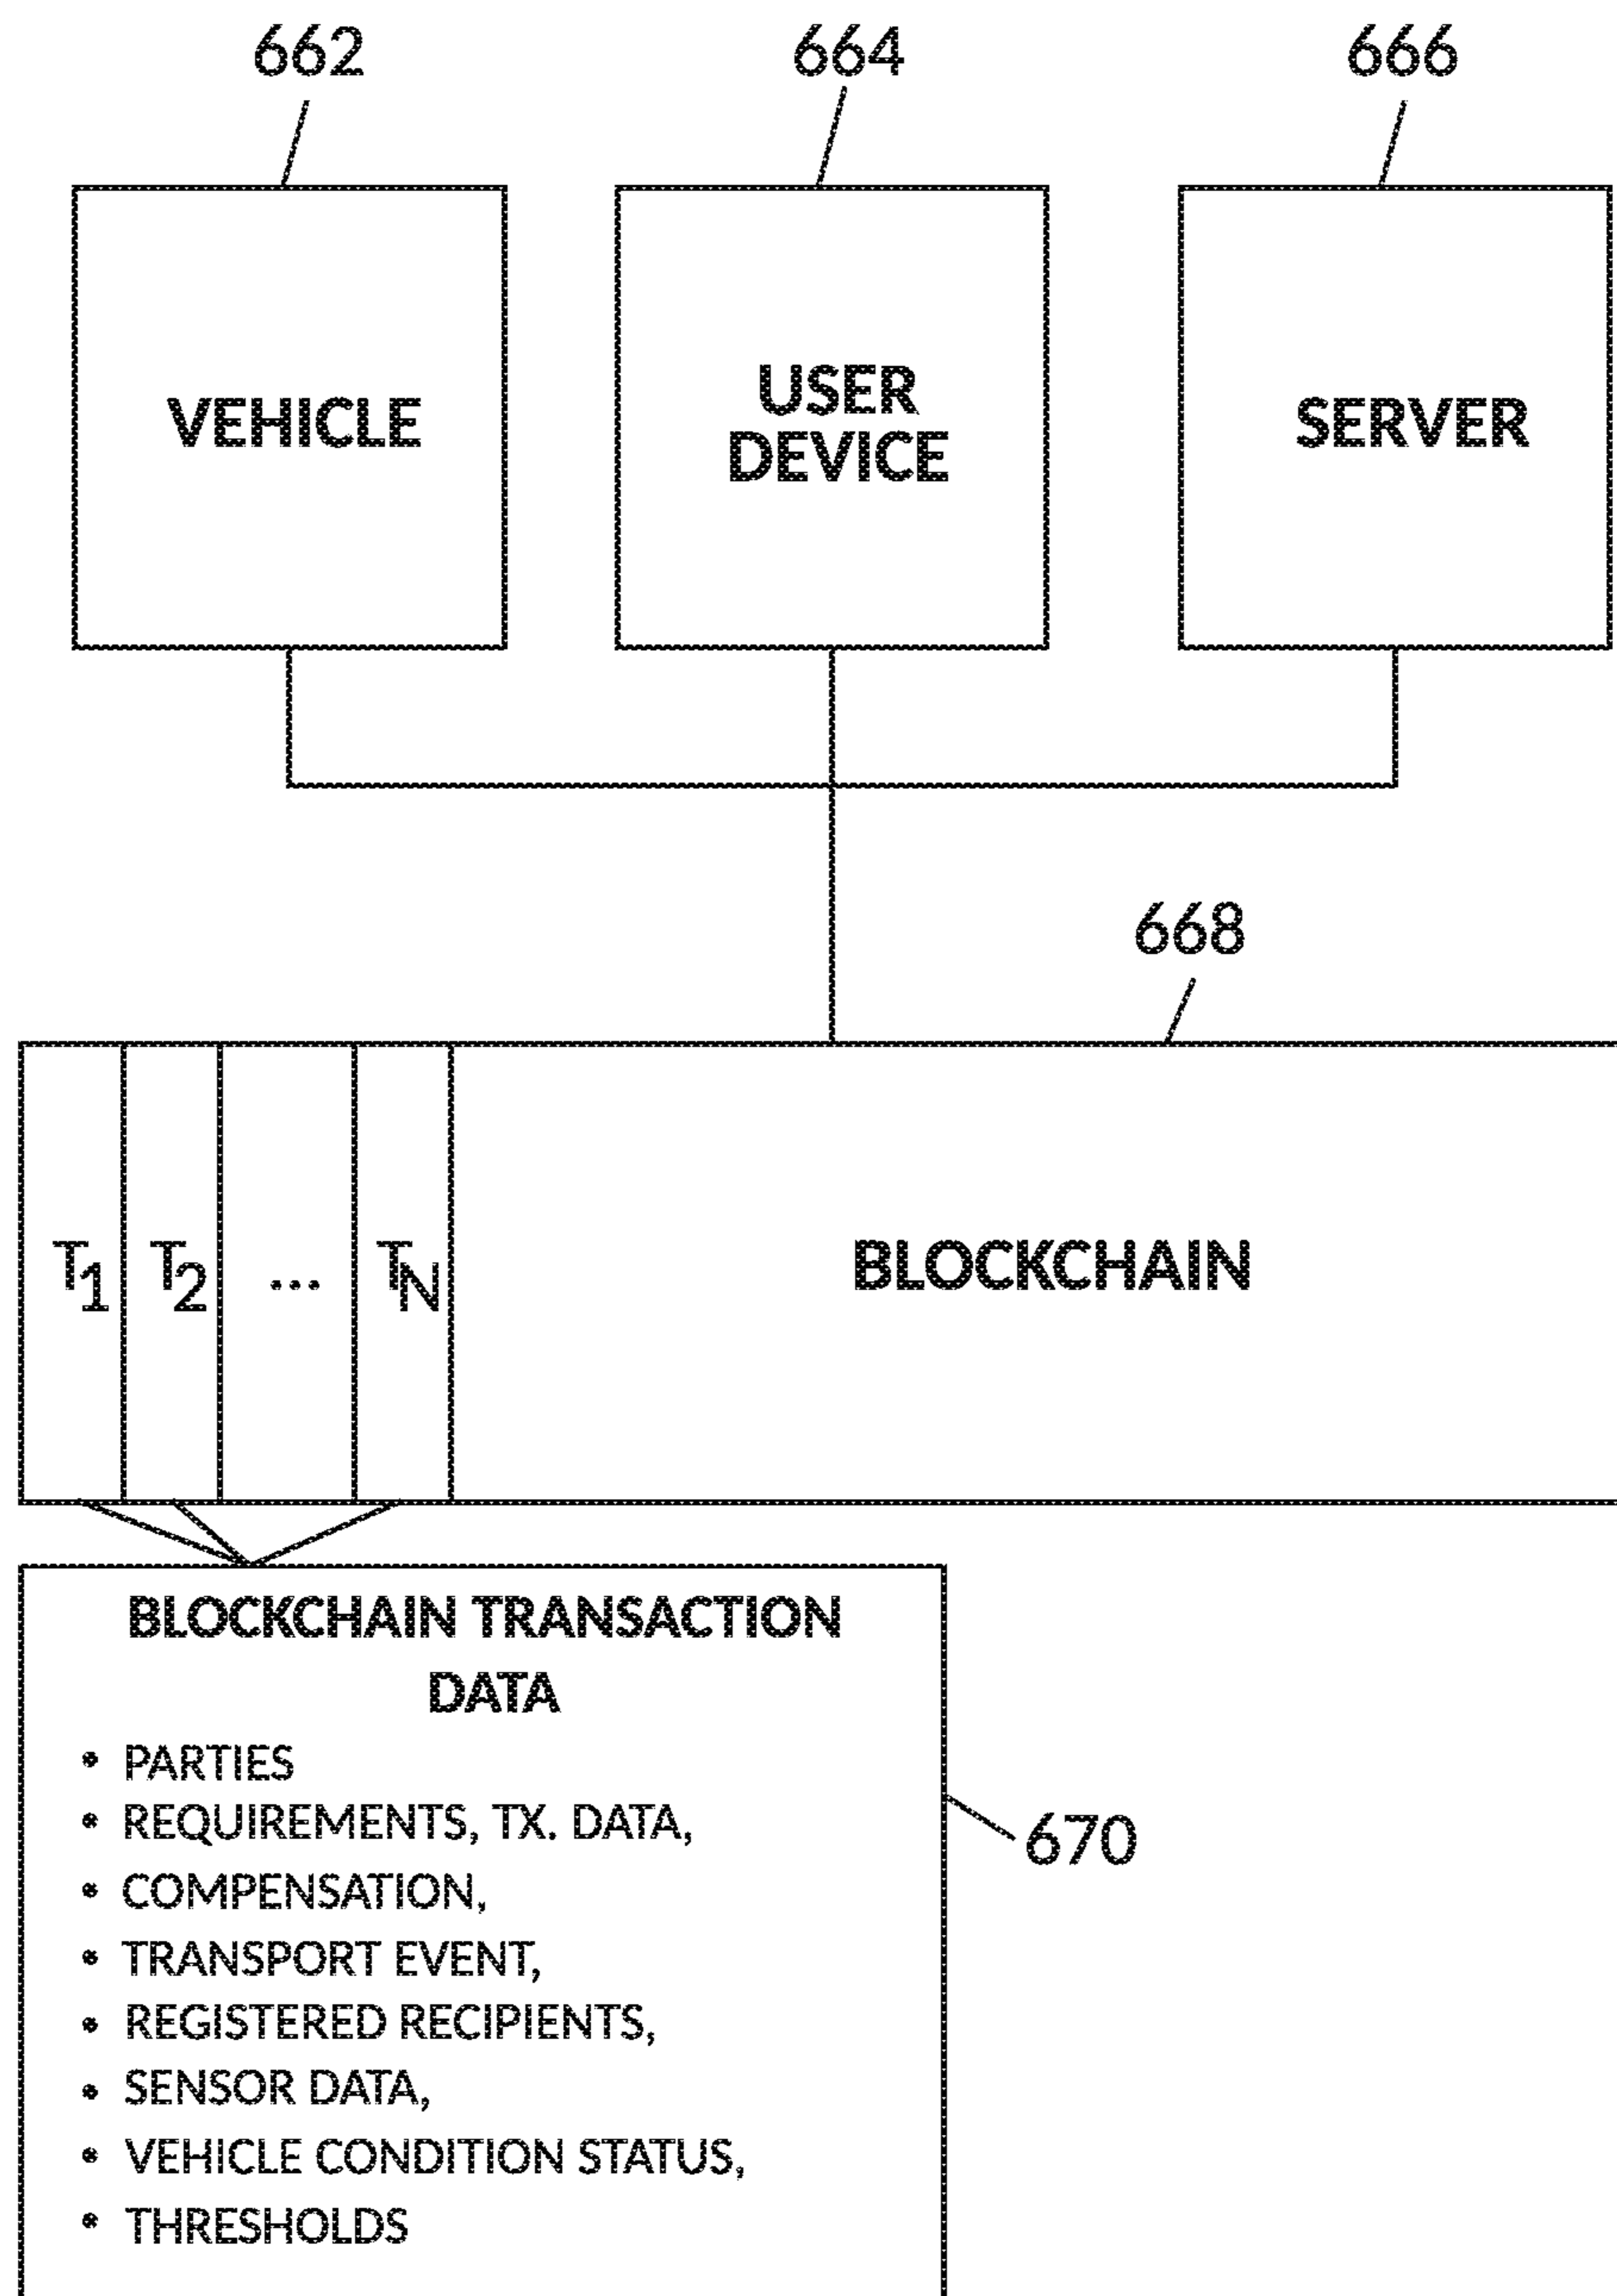 662 664 666
VEHICLE USER DEVICE SERVER
668
T1 T2 ... TN BLOCKCHAIN
BLOCKCHAIN TRANSACTION
DATA
• PARTIES
• REQUIREMENTS, TX. DATA,
• COMPENSATION,
• TRANSPORT EVENT,
• REGISTERED RECIPIENTS,
• SENSOR DATA,
• VEHICLE CONDITION STATUS,
• THRESHOLDS
670